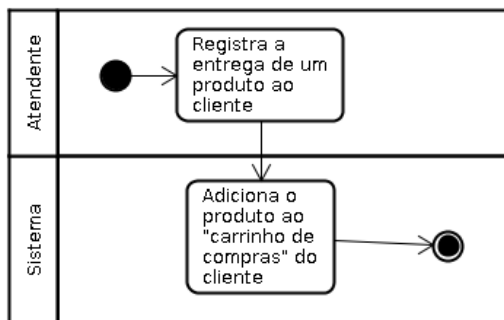 Atendente
Registra a
entrega de um
produto ao
cliente
Sistema
Adiciona o
produto ao
"carrinho de
compras" do
cliente